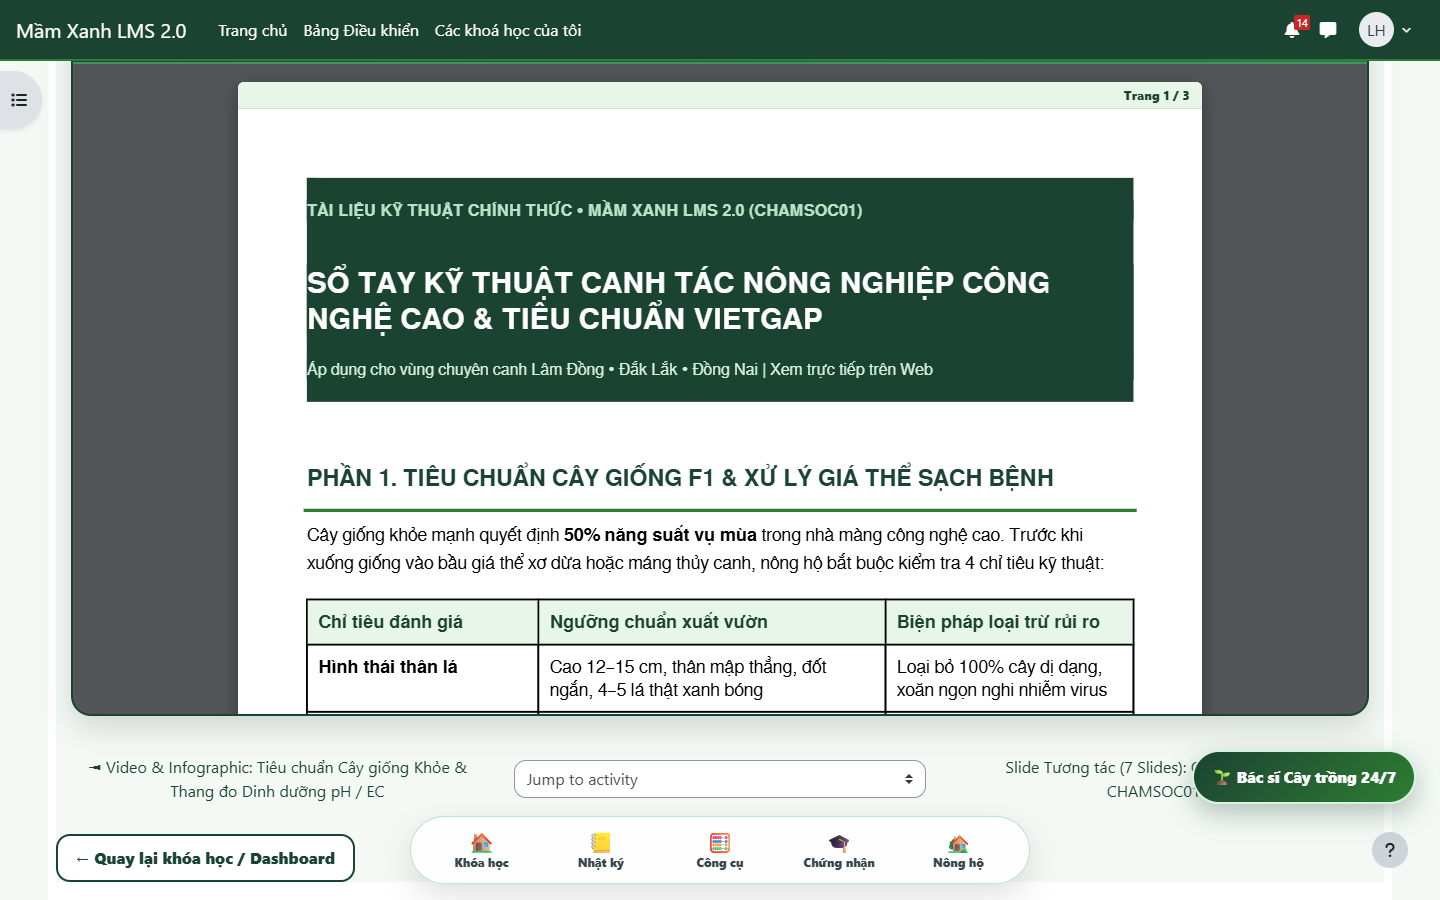 Mầm Xanh LMS 2.0
Trang chủ
Bảng Điều khiển
Các khoá học của tôi
14
LH
Trang 1 / 3
TÀI LIỆU KỸ THUẬT CHÍNH THỨC • MẦM XANH LMS 2.0 (CHAMSOC01)
SỔ TAY KỸ THUẬT CANH TÁC NÔNG NGHIỆP CÔNG
NGHỆ CAO & TIÊU CHUẨN VIETGAP
Áp dụng cho vùng chuyên canh Lâm Đồng • Đắk Lắk • Đồng Nai | Xem trực tiếp trên Web
PHẦN 1. TIÊU CHUẨN CÂY GIỐNG F1 & XỬ LÝ GIÁ THỂ SẠCH BỆNH
Cây giống khỏe mạnh quyết định 50% năng suất vụ mùa trong nhà màng công nghệ cao. Trước khi
xuống giống vào bầu giá thể xơ dừa hoặc máng thủy canh, nông hộ bắt buộc kiểm tra 4 chỉ tiêu kỹ thuật:
Chỉ tiêu đánh giá
Ngưỡng chuẩn xuất vườn
Biện pháp loại trừ rủi ro
Hình thái thân lá
Cao 12–15 cm, thân mập thẳng, đốt
ngắn, 4–5 lá thật xanh bóng
Loại bỏ 100% cây dị dạng,
xoăn ngọn nghi nhiễm virus
◄ Video & Infographic: Tiêu chuẩn Cây giống Khỏe &
Thang đo Dinh dưỡng pH / EC
Jump to activity
Slide Tương tác (7 Slides):
CHAMSOC01
Bác sĩ Cây trồng 24/7
← Quay lại khóa học / Dashboard
Khóa học
Nhật ký
Công cụ
Chứng nhận
Nông hộ
?